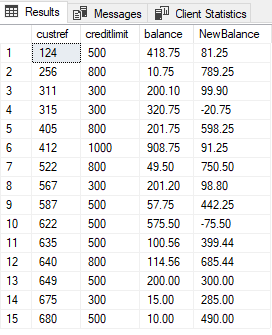 Results Messages Client Statistics
custref creditlimit balance NewBalance
1 124 500 418.75 81.25
2 256 800 10.75 789.25
3 311 300 200.10 99.90
4 315 300 320.75 -20.75
5 405 800 201.75 598.25
6 412 1000 908.75 91.25
7 522 800 49.50 750.50
8 567 300 201.20 98.80
9 587 500 57.75 442.25
10 622 500 575.50 -75.50
11 635 500 100.56 399.44
12 640 800 114.56 685.44
13 649 500 200.00 300.00
14 675 300 15.00 285.00
15 680 500 10.00 490.00